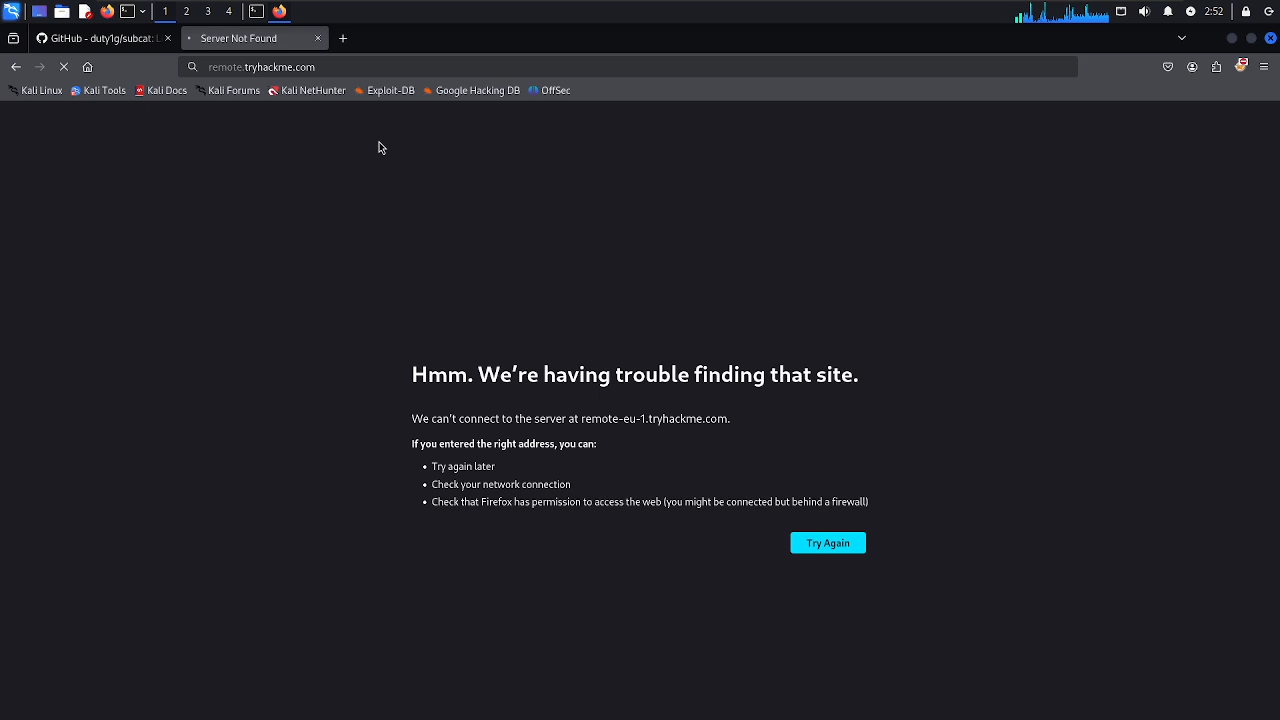 1 2 3 4 2:52
GitHub - duty1g/subcat: Server Not Found
remote.tryhackme.com
Kali Linux Kali Tools Kali Docs Kali Forums Kali NetHunter Exploit-DB Google Hacking DB OffSec
Hmm. We're having trouble finding that site.
We can't connect to the server at remote-eu-1.tryhackme.com.
If you entered the right address, you can:
• Try again later
• Check your network connection
• Check that Firefox has permission to access the web (you might be connected but behind a firewall)
Try Again